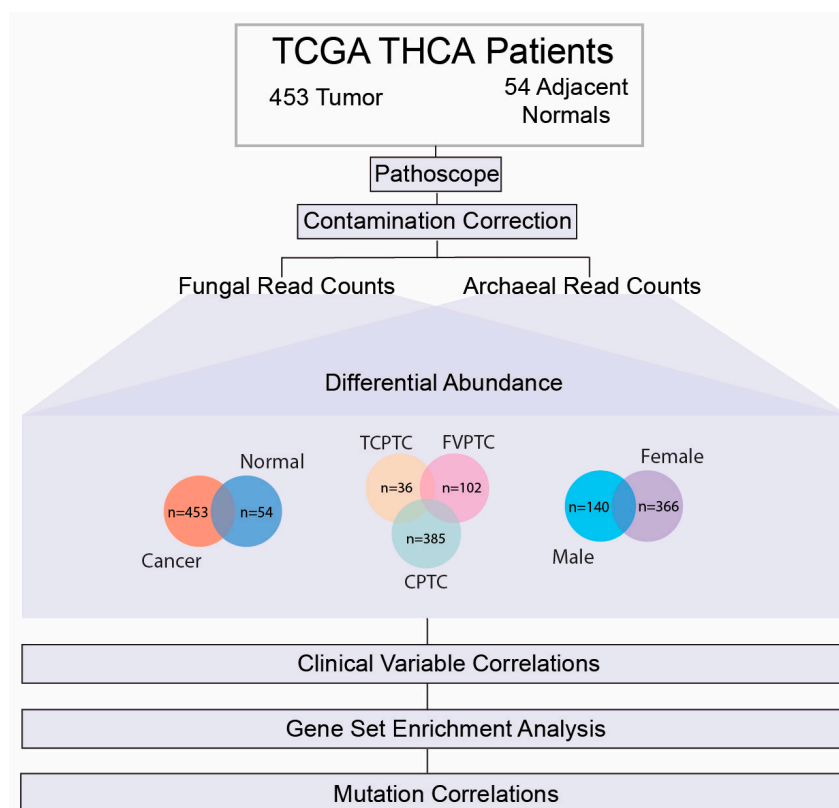 TCGA THCA Patients
453 Tumor
54 Adjacent
Normals
Pathoscope
Contamination Correction
Fungal Read Counts
Archaeal Read Counts
Differential Abundance
Normal
n=453
n=54
Cancer
TCPTC
FVPTC
n=36
n=102
n=385
CPTC
Female
n=140
n=366
Male
Clinical Variable Correlations
Gene Set Enrichment Analysis
Mutation Correlations